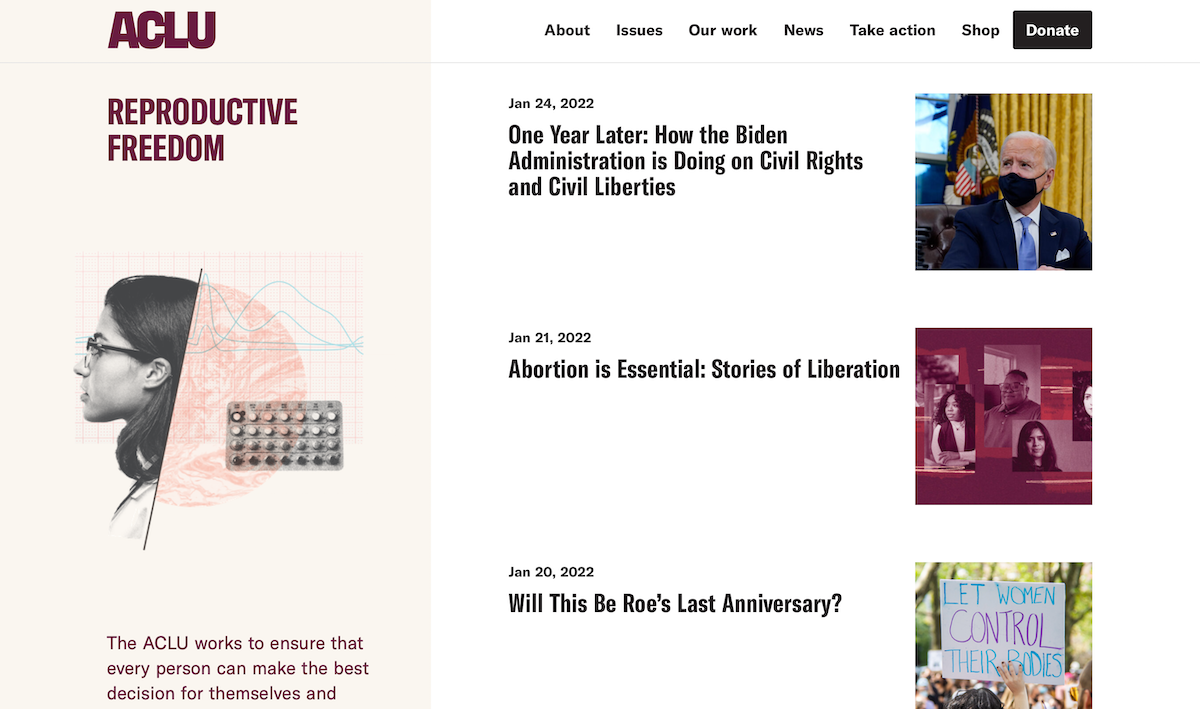 ACLU
About Issues Our work News Take action Shop Donate
REPRODUCTIVE
FREEDOM
The ACLU works to ensure that
every person can make the best
decision for themselves and
Jan 24, 2022
One Year Later: How the Biden
Administration is Doing on Civil Rights
and Civil Liberties
Jan 21, 2022
Abortion is Essential: Stories of Liberation
Jan 20, 2022
Will This Be Roe’s Last Anniversary?
LET WOMEN
CONTROL
THEIR BODIES